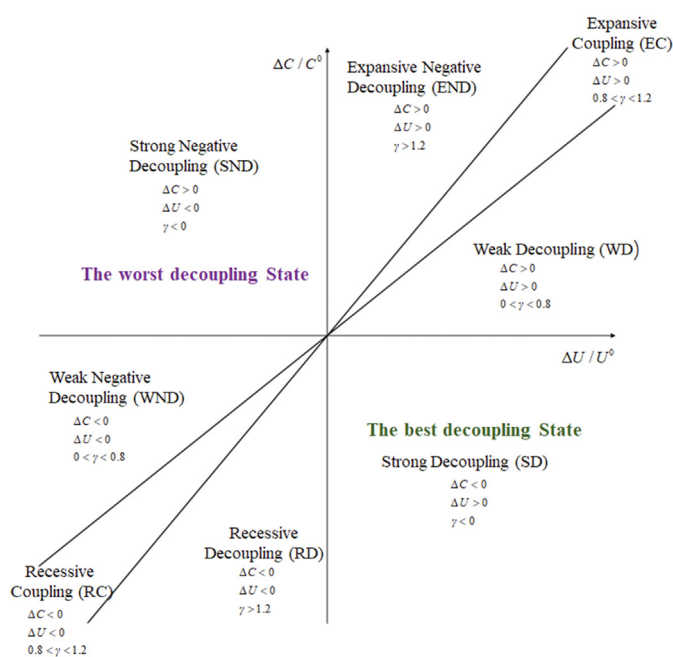 Expansive
Coupling (EC)
ΔC>0
ΔU>0
0.8<γ<1.2
ΔC/C⁰
Expansive Negative
Decoupling (END)
ΔC>0
ΔU>0
γ>1.2
Strong Negative
Decoupling (SND)
ΔC>0
ΔU<0
γ<0
The worst decoupling State
Weak Decoupling (WD)
ΔC>0
ΔU>0
0<γ<0.8
ΔU/U⁰
Weak Negative
Decoupling (WND)
ΔC<0
ΔU<0
0<γ<0.8
The best decoupling State
Strong Decoupling (SD)
ΔC<0
ΔU>0
γ<0
Recessive
Decoupling (RD)
ΔC<0
ΔU<0
γ>1.2
Recessive
Coupling (RC)
ΔC<0
ΔU<0
0.8<γ<1.2